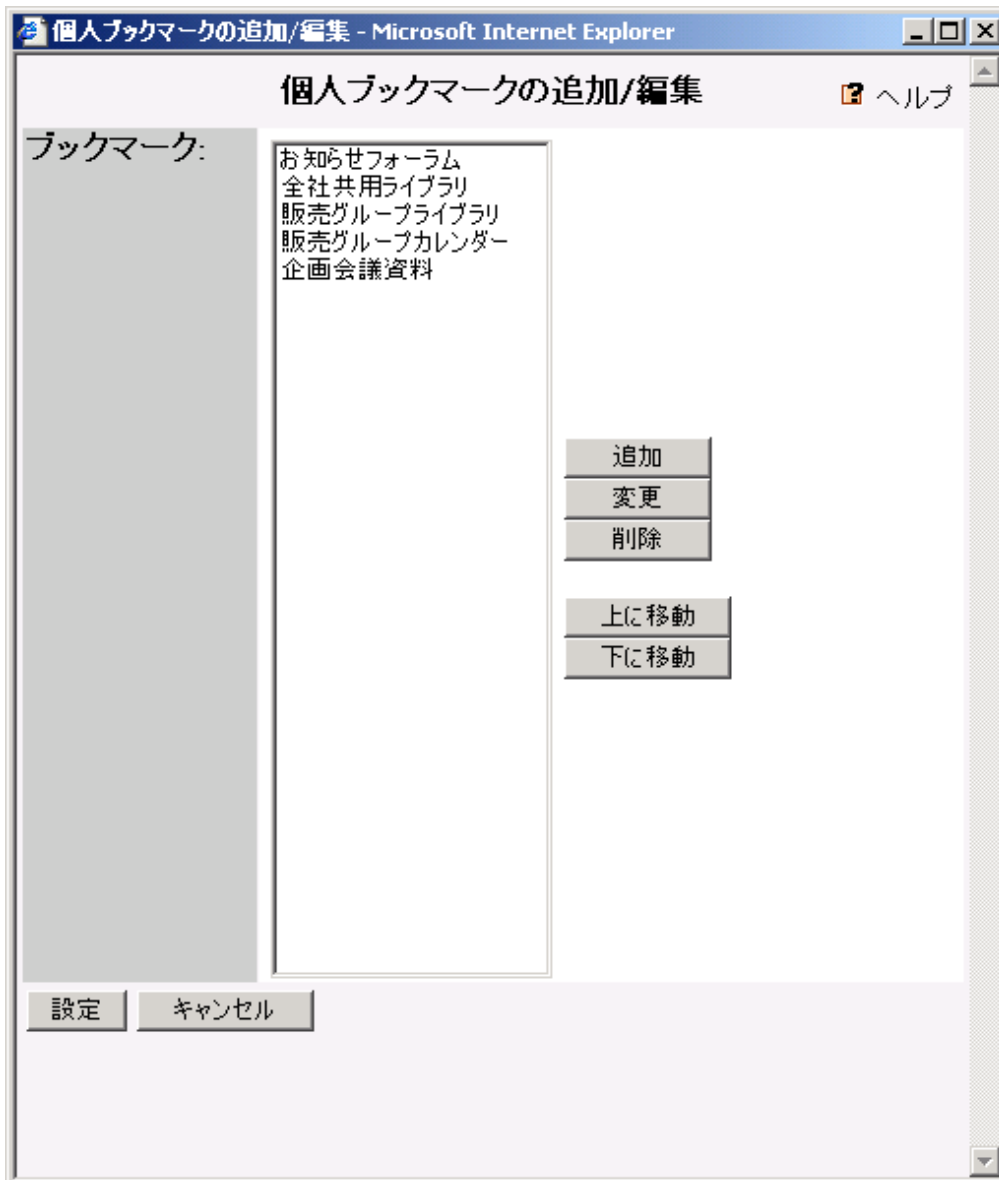 個人ブックマークの追加/編集 - Microsoft Internet Explorer
個人ブックマークの追加/編集
ヘルプ
ブックマーク:
お知らせフォーラム
全社共用ライブラリ
販売グループライブラリ
販売グループカレンダー
企画会議資料
追加
変更
削除
上に移動
下に移動
設定
キャンセル